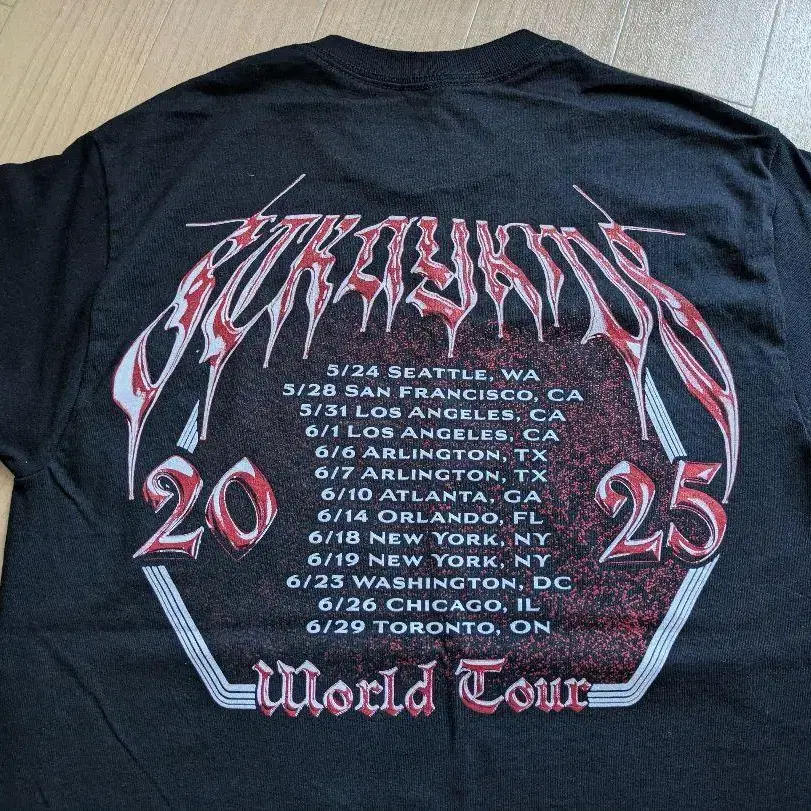 STRAYKIDS
5/24 SEATTLE, WA
5/28 SAN FRANCISCO, CA
5/31 LOS ANGELES, CA
6/1 LOS ANGELES, CA
6/6 ARLINGTON, TX
6/7 ARLINGTON, TX
6/10 ATLANTA, GA
20 25
6/14 ORLANDO, FL
6/18 NEW YORK, NY
6/19 NEW YORK, NY
6/23 WASHINGTON, DC
6/26 CHICAGO, IL
6/29 TORONTO, ON
World Tour